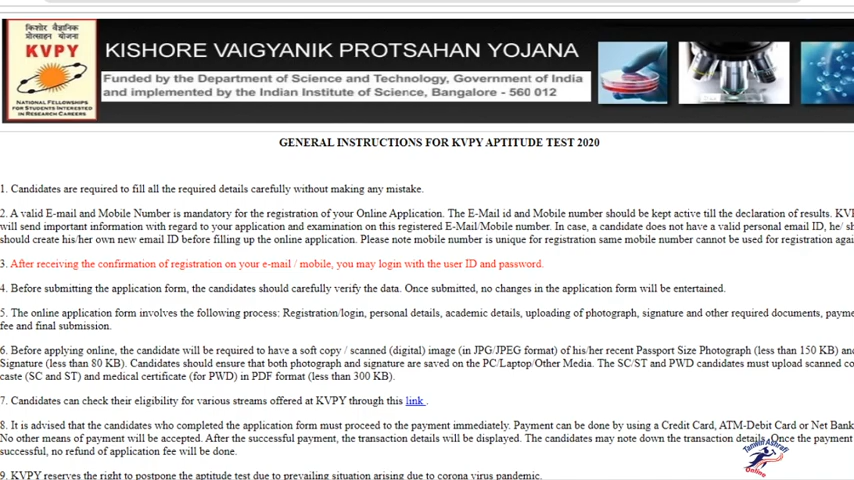 किशोर वैज्ञानिक
प्रोत्साहन योजना
KVPY
NATIONAL FELLOWSHIPS
FOR STUDENTS INTERESTED
IN RESEARCH CAREERS
KISHORE VAIGYANIK PROTSAHAN YOJANA
Funded by the Department of Science and Technology, Government of India
and implemented by the Indian Institute of Science, Bangalore - 560 012
GENERAL INSTRUCTIONS FOR KVPY APTITUDE TEST 2020
1. Candidates are required to fill all the required details carefully without making any mistake.
2. A valid E-mail and Mobile Number is mandatory for the registration of your Online Application. The E-Mail id and Mobile number should be kept active till the declaration of results. KV
will send important information with regard to your application and examination on this registered E-Mail/Mobile number. In case, a candidate does not have a valid personal email ID, he/
should create his/her own new email ID before filling up the online application. Please note mobile number is unique for registration same mobile number cannot be used for registration agai
3. After receiving the confirmation of registration on your e-mail / mobile, you may login with the user ID and password.
4. Before submitting the application form, the candidates should carefully verify the data. Once submitted, no changes in the application form will be entertained.
5. The online application form involves the following process: Registration/login, personal details, academic details, uploading of photograph, signature and other required documents, payme
fee and final submission.
6. Before applying online, the candidate will be required to have a soft copy / scanned (digital) image (in JPG/JPEG format) of his/her recent Passport Size Photograph (less than 150 KB) and
Signature (less than 80 KB). Candidates should ensure that both photograph and signature are saved on the PC/Laptop/Other Media. The SC/ST and PWD candidates must upload scanned co
caste (SC and ST) and medical certificate (for PWD) in PDF format (less than 300 KB).
7. Candidates can check their eligibility for various streams offered at KVPY through this link .
8. It is advised that the candidates who completed the application form must proceed to the payment immediately. Payment can be done by using a Credit Card, ATM-Debit Card or Net Bank
No other means of payment will be accepted. After the successful payment, the transaction details will be displayed. The candidates may note down the transaction details. Once the payment
successful, no refund of application fee will be done.
Tanwir Ashrafi
Online
9. KVPY reserves the right to postpone the aptitude test due to prevailing situation arising due to corona virus pandemic.